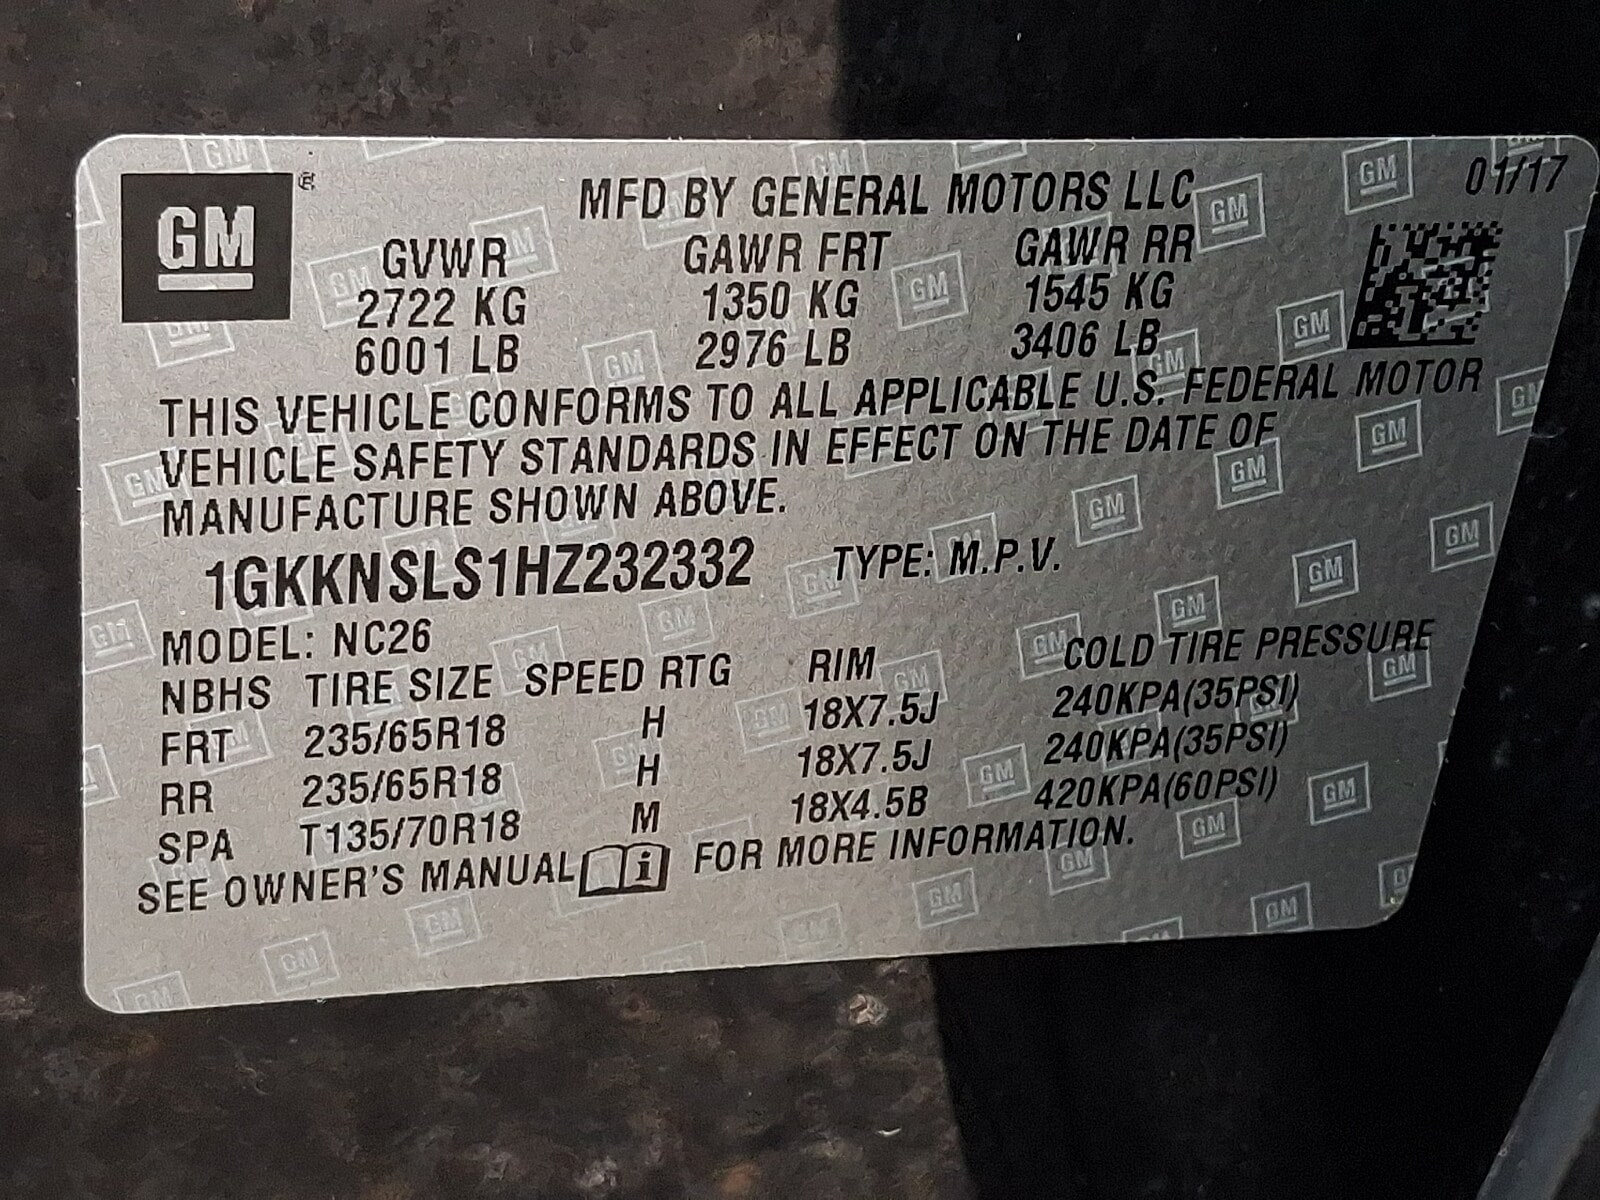 GM
MFD BY GENERAL MOTORS LLC 01/17
GVWR GAWR FRT GAWR RR
2722 KG 1350 KG 1545 KG
6001 LB 2976 LB 3406 LB
THIS VEHICLE CONFORMS TO ALL APPLICABLE U.S. FEDERAL MOTOR
VEHICLE SAFETY STANDARDS IN EFFECT ON THE DATE OF
MANUFACTURE SHOWN ABOVE.
1GKKNSLS1HZ232332 TYPE: M.P.V.
MODEL: NC26
NBHS TIRE SIZE SPEED RTG RIM COLD TIRE PRESSURE
FRT 235/65R18 H 18X7.5J 240KPA(35PSI)
RR 235/65R18 H 18X7.5J 240KPA(35PSI)
SPA T135/70R18 M 18X4.5B 420KPA(60PSI)
SEE OWNER'S MANUAL i FOR MORE INFORMATION.